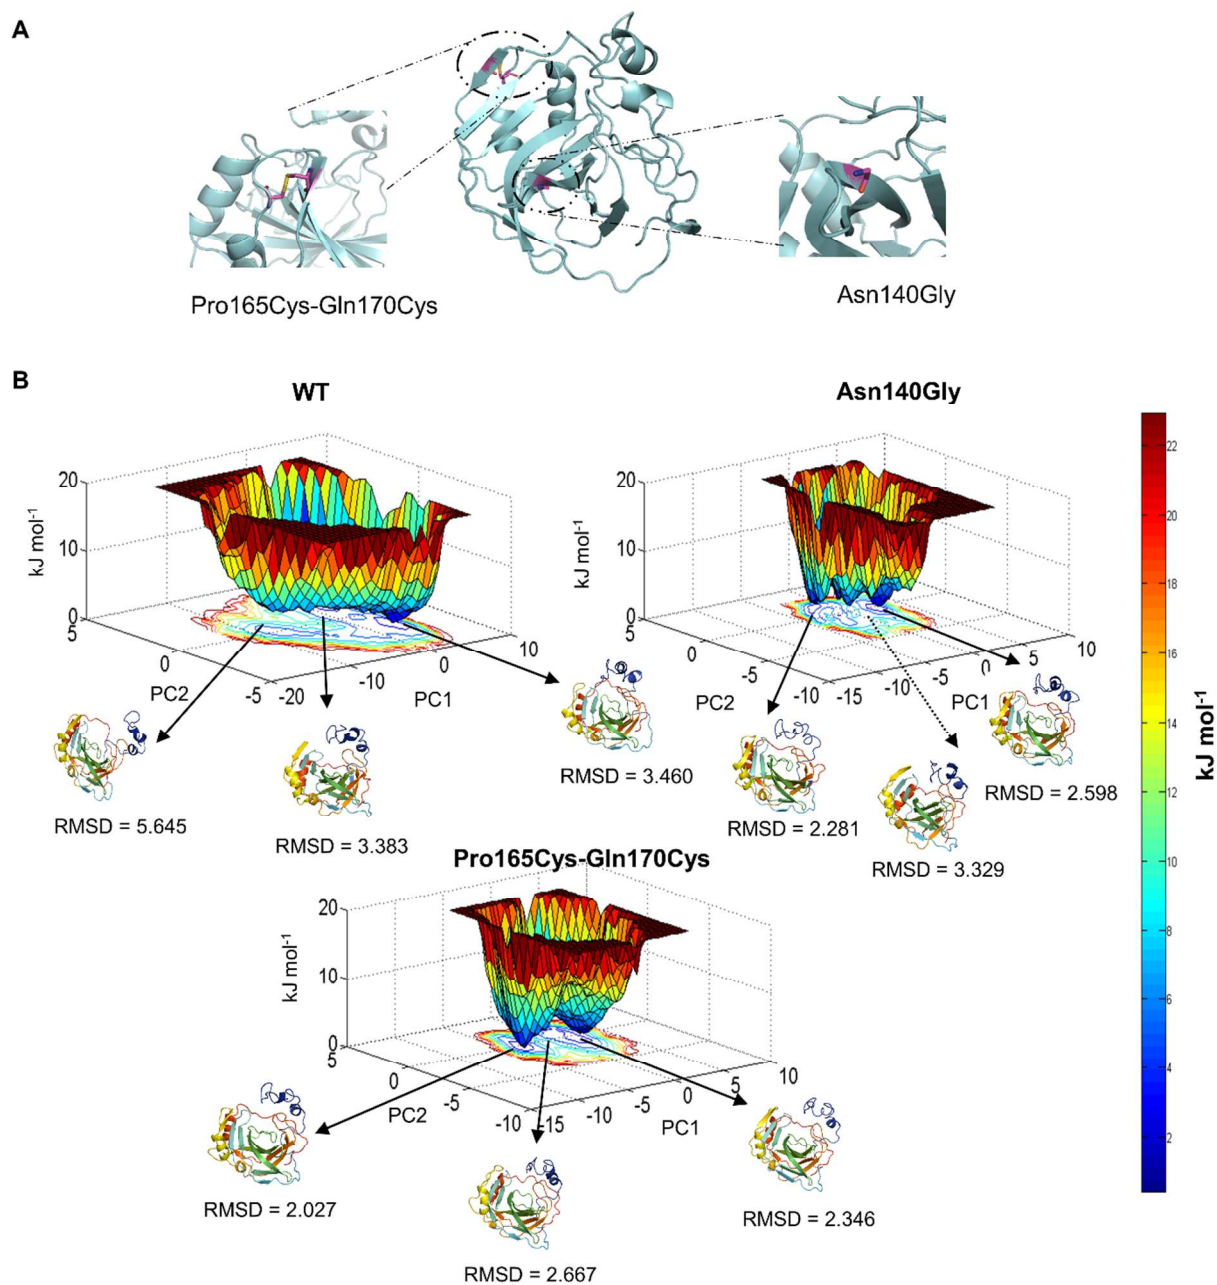 A
Pro165Cys-Gln170Cys
Asn140Gly
B
WT
Asn140Gly
20
10
0
kJ mol-1
5
0
-5
PC2
-20
-10
0
10
PC1
20
10
0
kJ mol-1
5
0
-5
-10
PC2
-15
-10
-5
0
5
10
PC1
22
20
18
16
14
12
10
8
6
4
2
kJ mol-1
RMSD = 5.645
RMSD = 3.383
RMSD = 3.460
RMSD = 2.281
RMSD = 3.329
RMSD = 2.598
Pro165Cys-Gln170Cys
20
10
0
kJ mol-1
5
0
-5
-10
PC2
-15
-10
-5
0
5
10
PC1
RMSD = 2.027
RMSD = 2.667
RMSD = 2.346